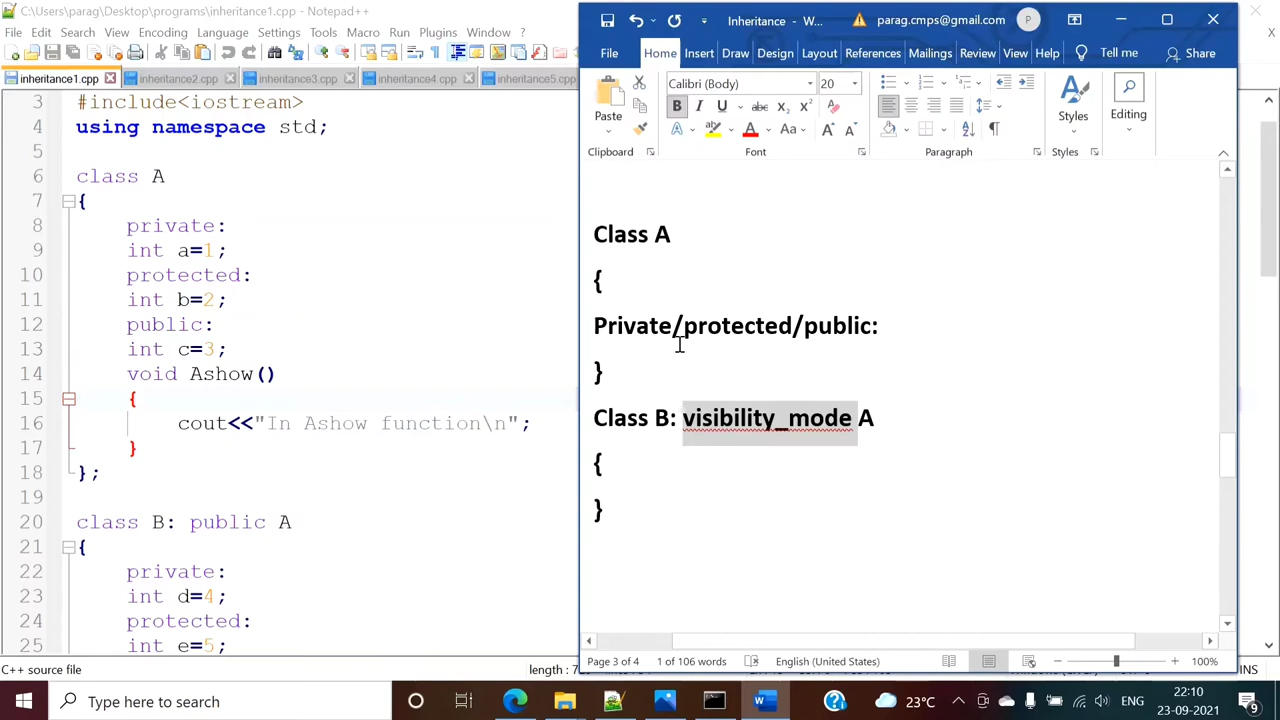 C:\Users\parag\Desktop\programs\inheritance1.cpp - Notepad++
File Edit Search View Encoding Language Settings Tools Macro Run Plugins Window ?
inheritance1.cpp inheritance2.cpp inheritance3.cpp inheritance4.cpp inheritance5.cpp
3 #include<iostream>
4 using namespace std;
5
6 class A
7 {
8 private:
9 int a=1;
10 protected:
11 int b=2;
12 public:
13 int c=3;
14 void Ashow()
15 {
16 cout<<"In Ashow function\n";
17 }
18 };
19
20 class B: public A
21 {
22 private:
23 int d=4;
24 protected:
25 int e=5;
C++ source file
length : 7
INS
Inheritance - W...
parag.cmps@gmail.com
P
File Home Insert Draw Design Layout References Mailings Review View Help Tell me Share
Paste
Calibri (Body) 20
B I U abc X₂ X²
A A Aa A A
Styles
Editing
Clipboard Font Paragraph Styles
Class A
{
Private/protected/public:
}
Class B: visibility_mode A
{
}
Page 3 of 4 1 of 106 words English (United States) 100%
Type here to search
23°C
ENG
22:10
23-09-2021